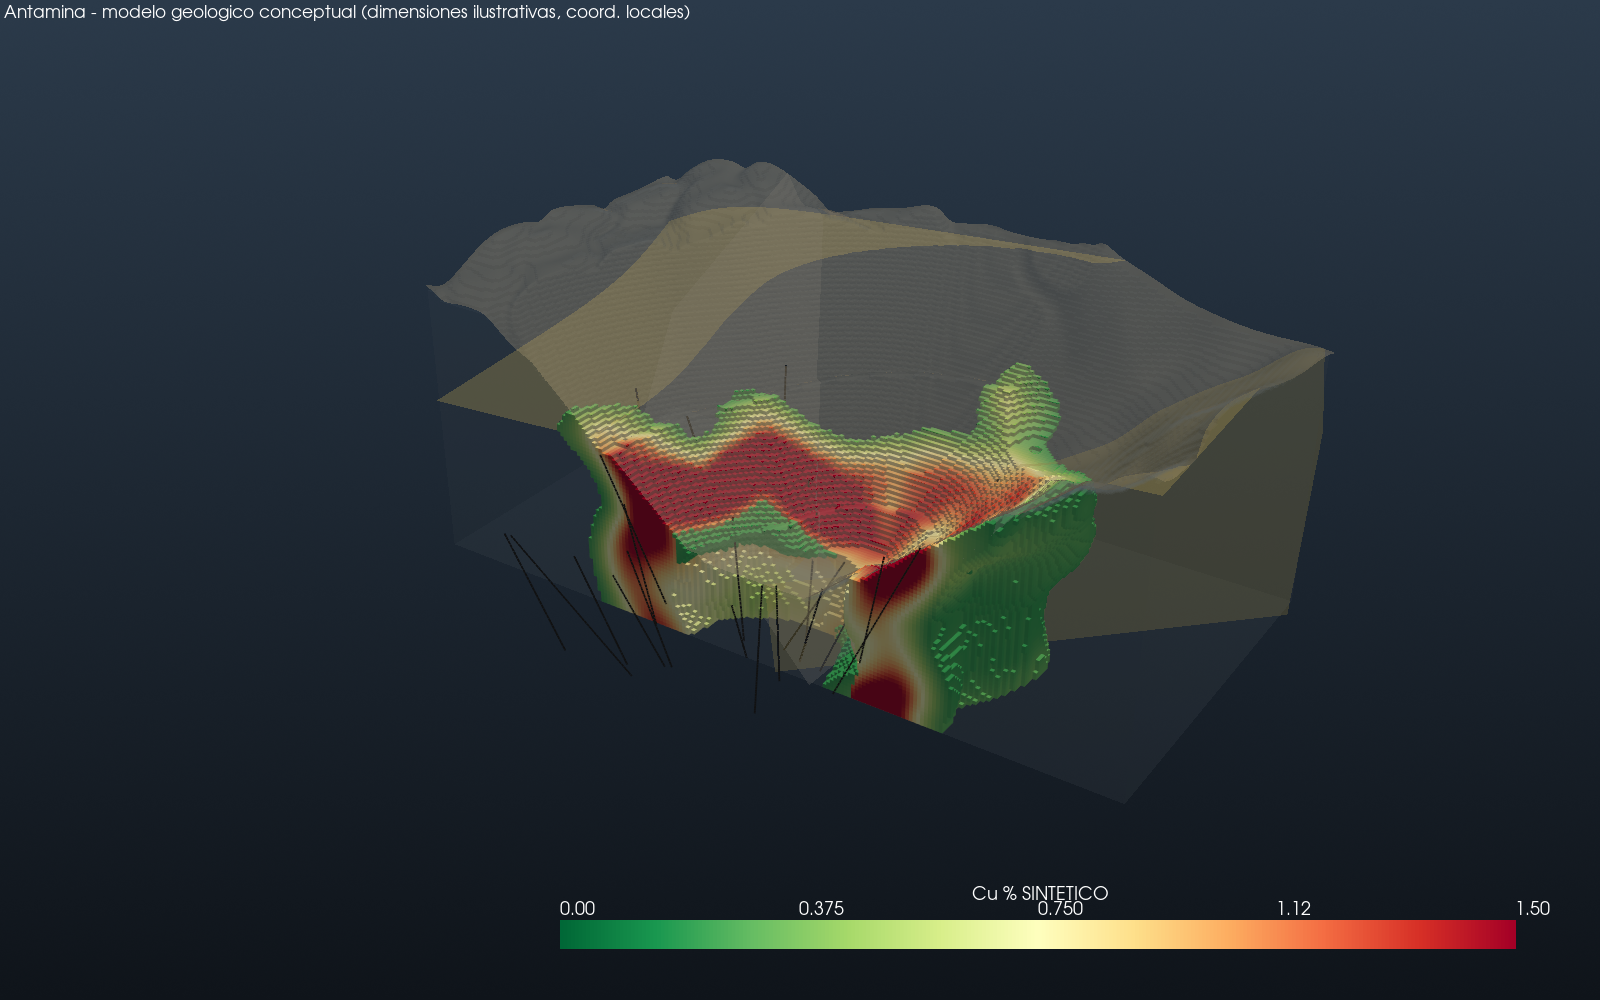 Antamina - modelo geologico conceptual (dimensiones ilustrativas, coord. locales)
Cu % SINTETICO
0.00 0.375 0.750 1.12 1.50